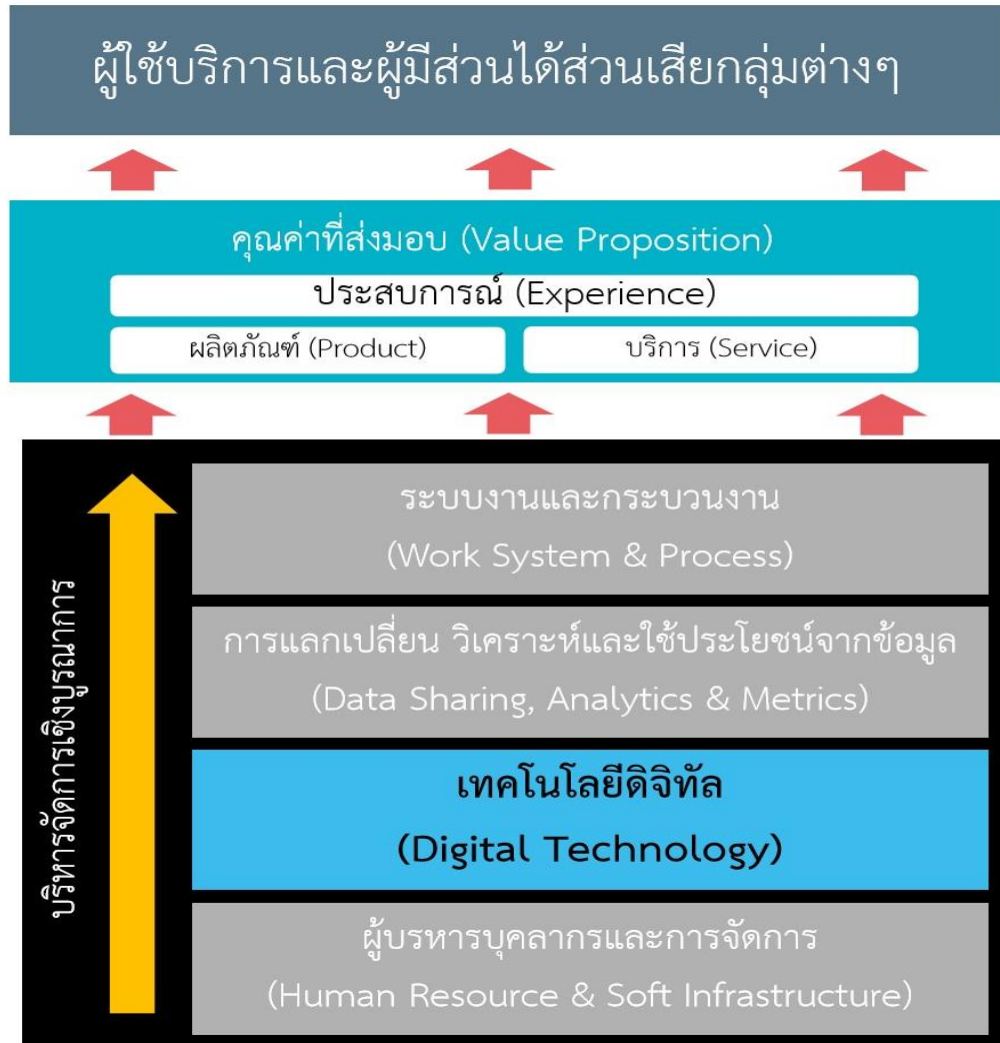 ผู้ใช้บริการและผู้มีส่วนได้ส่วนเสียกลุ่มต่างๆ
คุณค่าที่ส่งมอบ (Value Proposition)
ประสบการณ์ (Experience)
ผลิตภัณฑ์ (Product)
บริการ (Service)
บริหารจัดการเชิงบูรณาการ
ระบบงานและกระบวนงาน
(Work System & Process)
การแลกเปลี่ยน วิเคราะห์และใช้ประโยชน์จากข้อมูล
(Data Sharing, Analytics & Metrics)
เทคโนโลยีดิจิทัล
(Digital Technology)
ผู้บรหารบุคลากรและการจัดการ
(Human Resource & Soft Infrastructure)